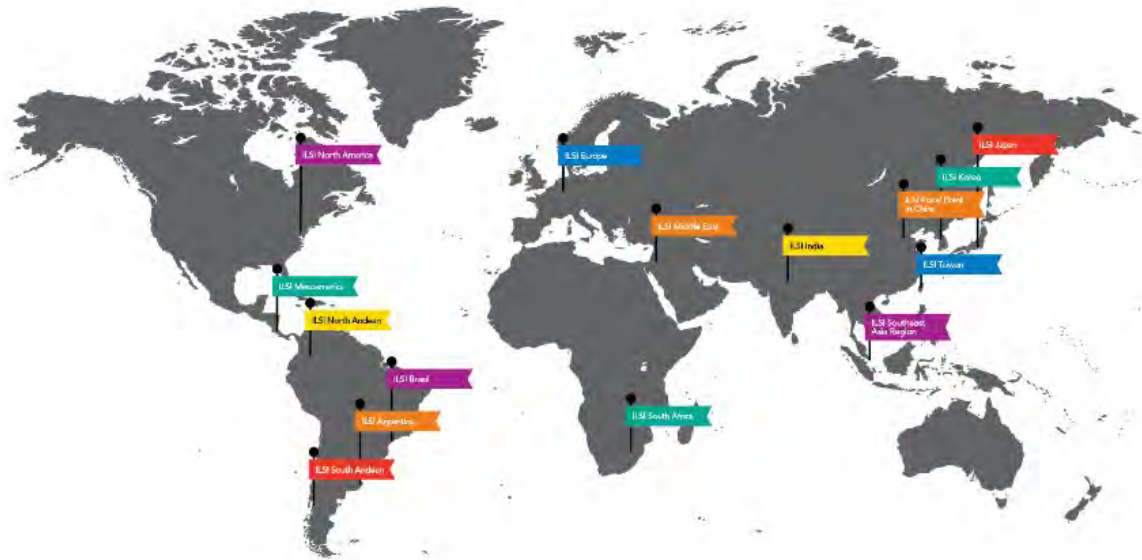 ILSI North America
ILSI Europe
ILSI Japan
ILSI Korea
ILSI Focal Point
in China
ILSI Middle East
ILSI India
ILSI Taiwan
ILSI Mesoamerica
ILSI North Andean
ILSI Southeast
Asia Region
ILSI Brasil
ILSI Argentina
ILSI South Africa
ILSI South Andean